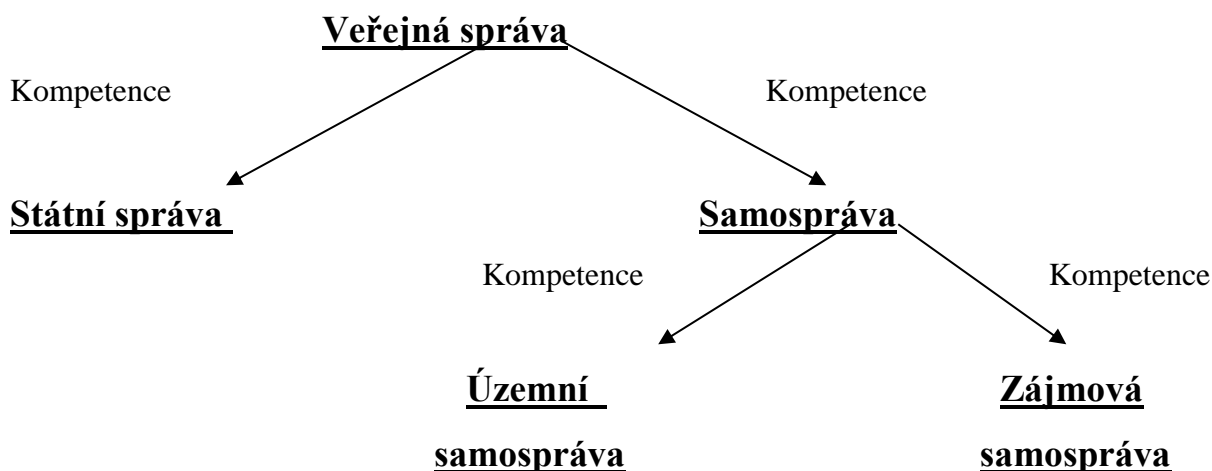 Veřejná správa
Kompetence Kompetence
Státní správa Samospráva
Kompetence Kompetence
Územní Zájmová
samospráva samospráva